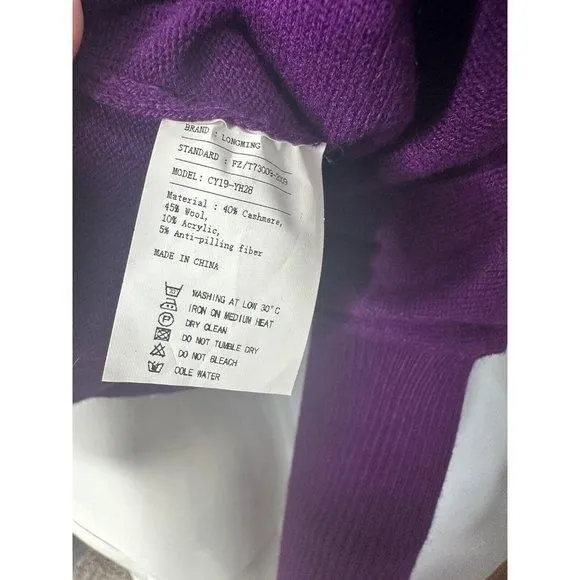 BRAND : LONGMING
STANDARD : FZ/T73009-2009
MODEL: CY19-YH28
Material : 40% Cashmere,
45% Wool,
10% Acrylic,
5% Anti-pilling fiber
MADE IN CHINA
WASHING AT LOW 30°C
IRON ON MEDIUM HEAT
P DRY CLEAN
DO NOT TUMBLE DRY
DO NOT BLEACH
COLE WATER